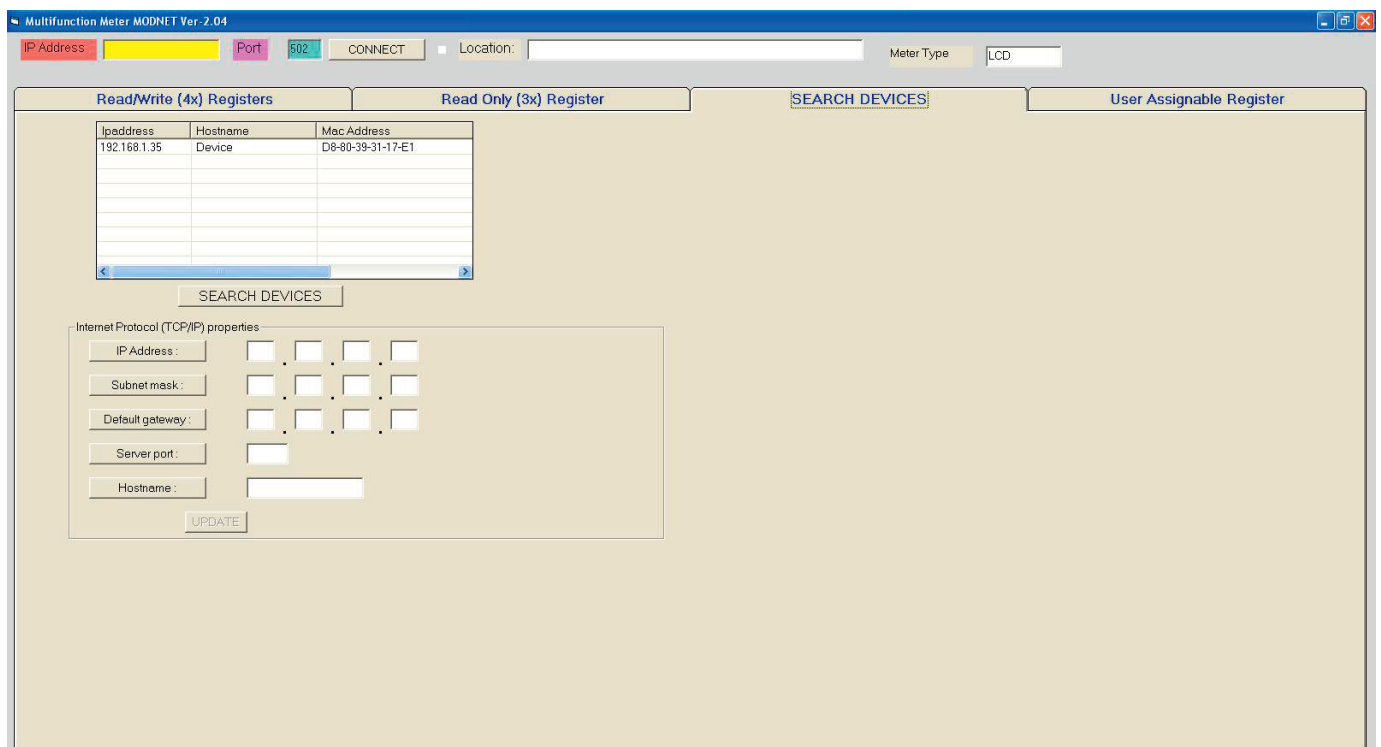 Multifunction Meter MODNET Ver-2.04
IP Address Port 502 CONNECT Location: Meter Type LCD
Read/Write (4x) Registers Read Only (3x) Register SEARCH DEVICES User Assignable Register
Ipaddress Hostname Mac Address
192.168.1.35 Device D8-80-39-31-17-E1
SEARCH DEVICES
Internet Protocol (TCP/IP) properties
IP Address :
Subnet mask :
Default gateway :
Server port :
Hostname :
UPDATE